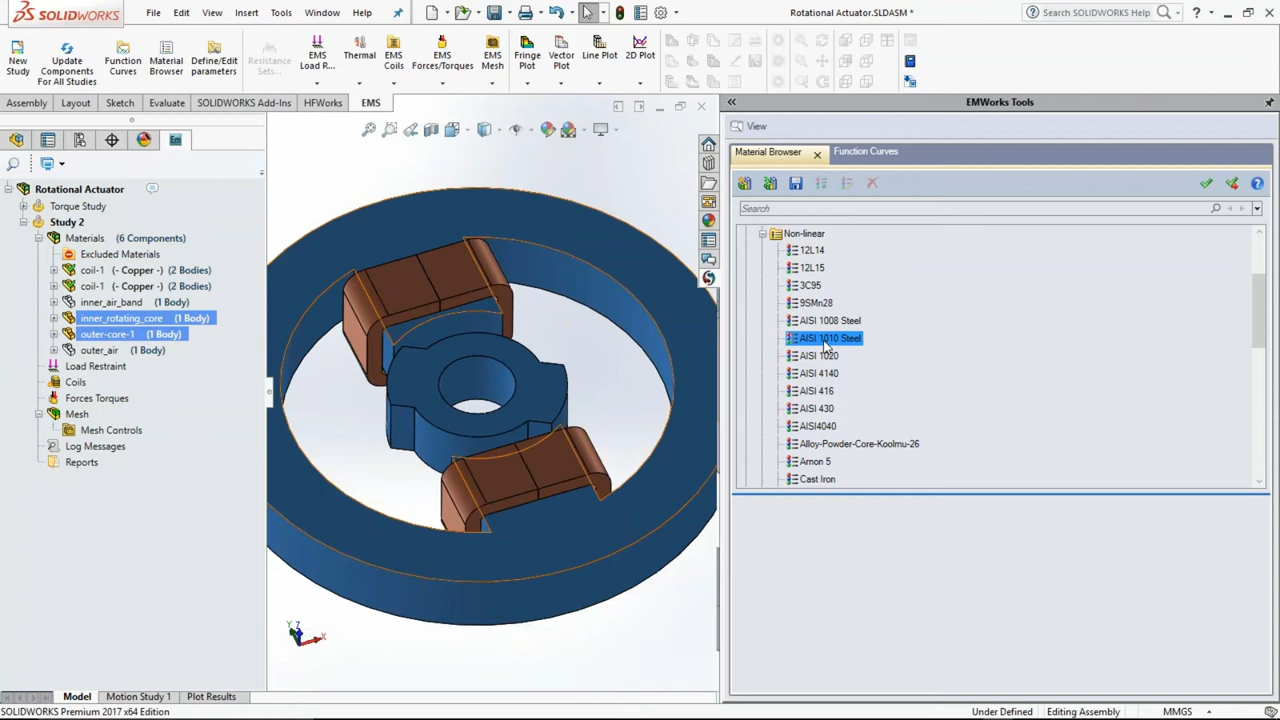 SOLIDWORKS File Edit View Insert Tools Window Help Rotational Actuator.SLDASM * Search SOLIDWORKS Help
New Study
Update Components For All Studies
Function Curves
Material Browser
Define/Edit parameters
Resistance Sets...
EMS Load R...
Thermal
EMS Coils
EMS Forces/Torques
EMS Mesh
Fringe Plot
Vector Plot
Line Plot
2D Plot
Assembly Layout Sketch Evaluate SOLIDWORKS Add-Ins HFWorks EMS
Rotational Actuator
Torque Study
Study 2
Materials (6 Components)
Excluded Materials
coil-1 (- Copper -) (2 Bodies)
coil-1 (- Copper -) (2 Bodies)
inner_air_band (1 Body)
inner_rotating_core (1 Body)
outer-core-1 (1 Body)
outer_air (1 Body)
Load Restraint
Coils
Forces Torques
Mesh
Mesh Controls
Log Messages
Reports
Y Z X
EMWorks Tools
View
Material Browser Function Curves
Search
Non-linear
12L14
12L15
3C95
9SMn28
AISI 1008 Steel
AISI 1010 Steel
AISI 1020
AISI 4140
AISI 416
AISI 430
AISI4040
Alloy-Powder-Core-Koolmu-26
Arnon 5
Cast Iron
Model Motion Study 1 Plot Results
SOLIDWORKS Premium 2017 x64 Edition Under Defined Editing Assembly MMGS